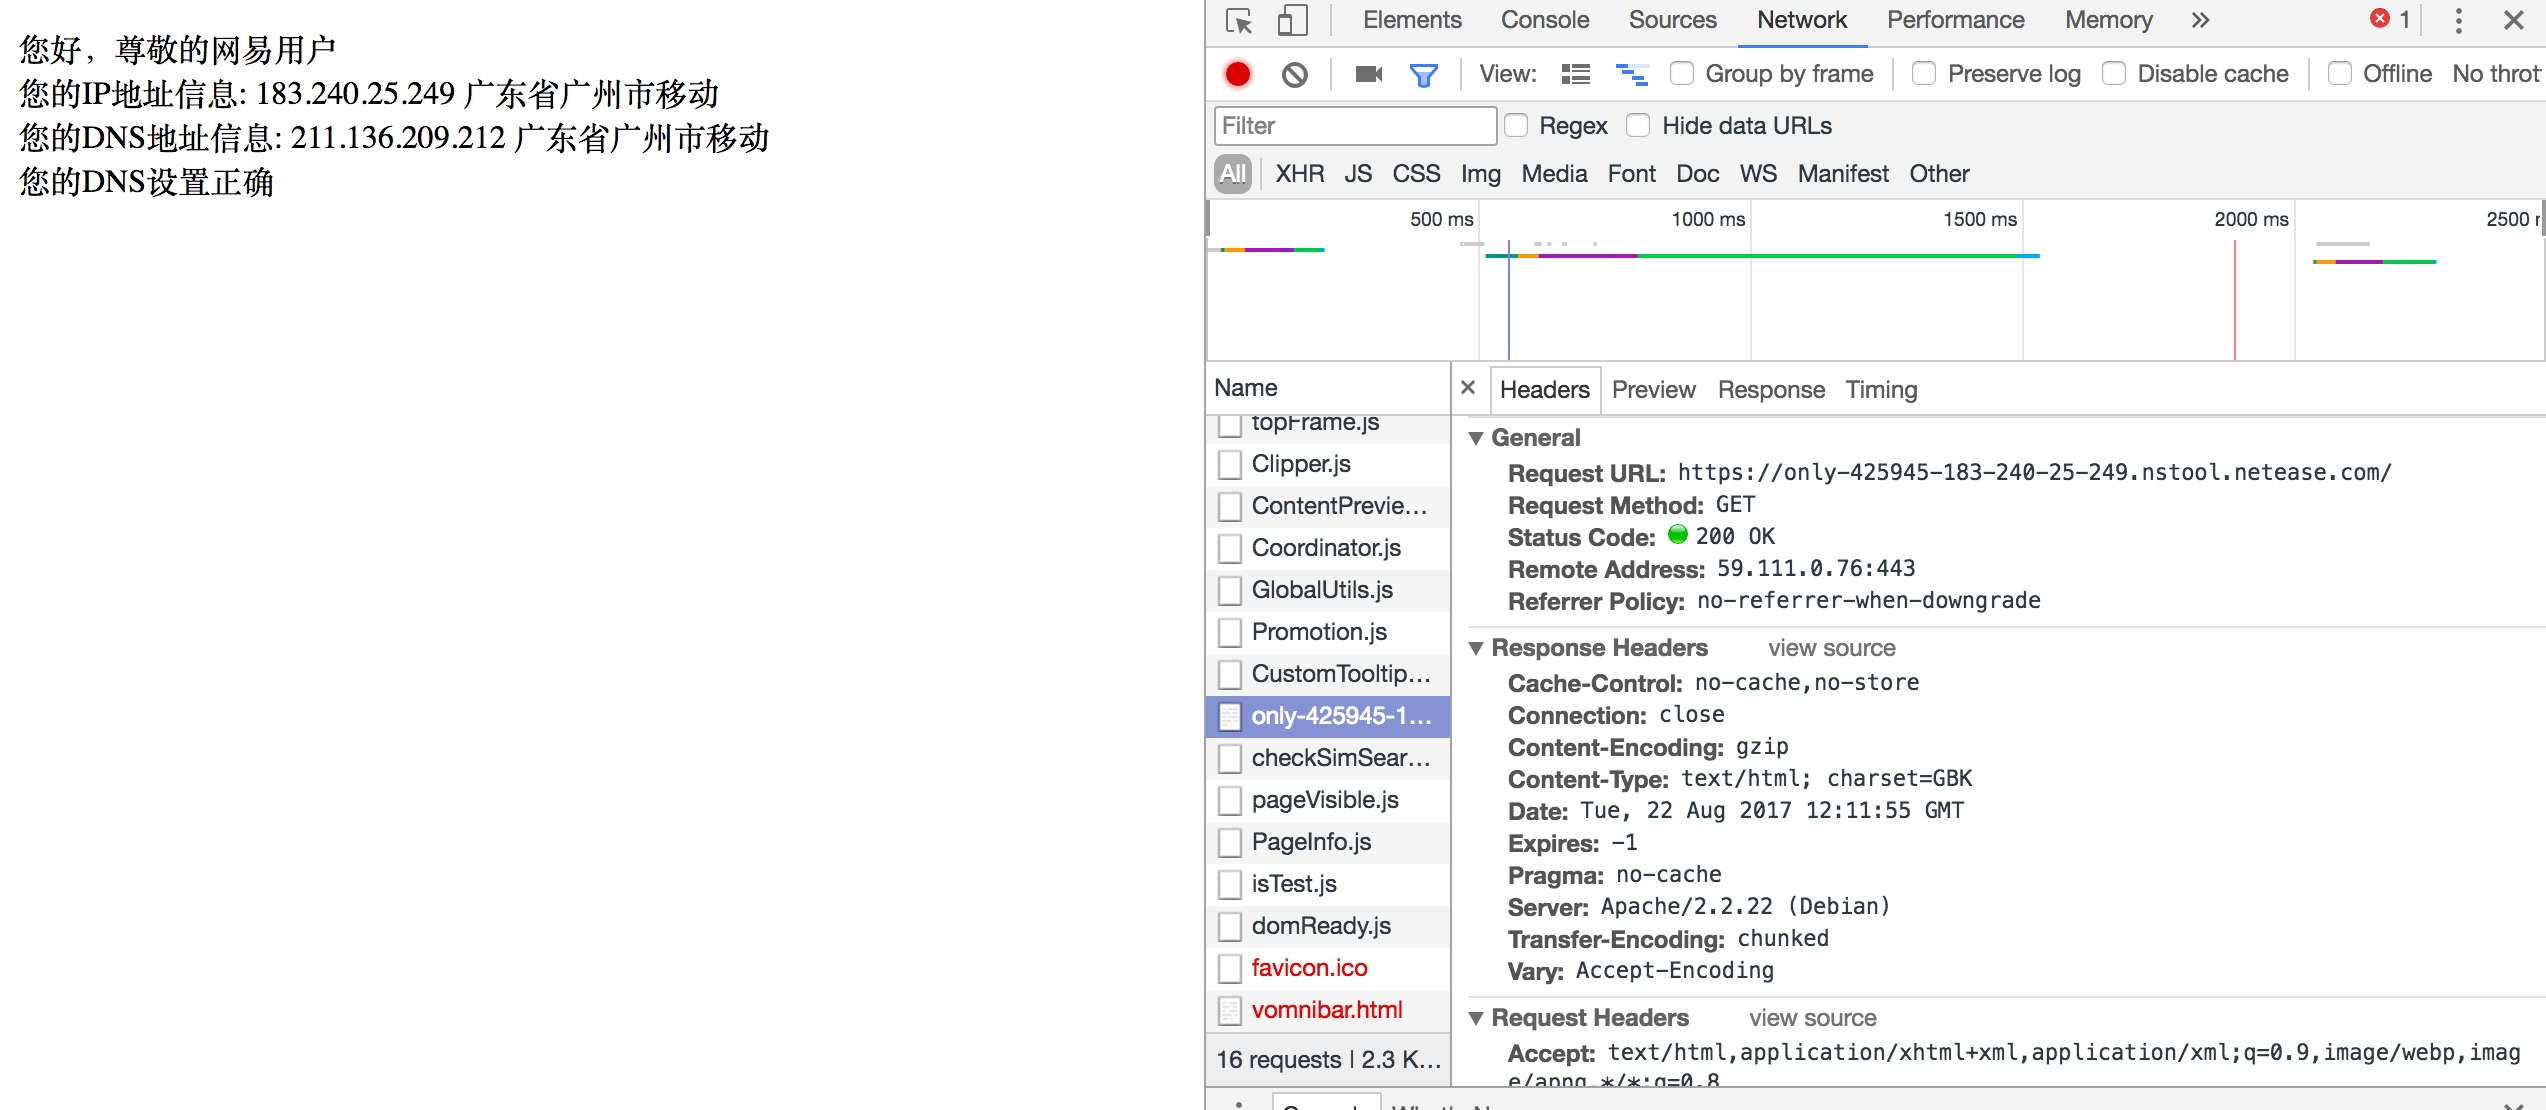 您好，尊敬的网易用户
您的IP地址信息: 183.240.25.249 广东省广州市移动
您的DNS地址信息: 211.136.209.212 广东省广州市移动
您的DNS设置正确
Elements Console Sources Network Performance Memory » 1
View: Group by frame Preserve log Disable cache Offline No throt
Filter Regex Hide data URLs
All XHR JS CSS Img Media Font Doc WS Manifest Other
500 ms 1000 ms 1500 ms 2000 ms 2500 r
Name
topFrame.js
Clipper.js
ContentPrevie...
Coordinator.js
GlobalUtils.js
Promotion.js
CustomTooltip...
only-425945-1...
checkSimSear...
pageVisible.js
PageInfo.js
isTest.js
domReady.js
favicon.ico
vomnibar.html
16 requests | 2.3 K...
× Headers Preview Response Timing
General
Request URL: https://only-425945-183-240-25-249.nstool.netease.com/
Request Method: GET
Status Code: 200 OK
Remote Address: 59.111.0.76:443
Referrer Policy: no-referrer-when-downgrade
Response Headers view source
Cache-Control: no-cache,no-store
Connection: close
Content-Encoding: gzip
Content-Type: text/html; charset=GBK
Date: Tue, 22 Aug 2017 12:11:55 GMT
Expires: -1
Pragma: no-cache
Server: Apache/2.2.22 (Debian)
Transfer-Encoding: chunked
Vary: Accept-Encoding
Request Headers view source
Accept: text/html,application/xhtml+xml,application/xml;q=0.9,image/webp,imag
e/apng,*/*;q=0.8